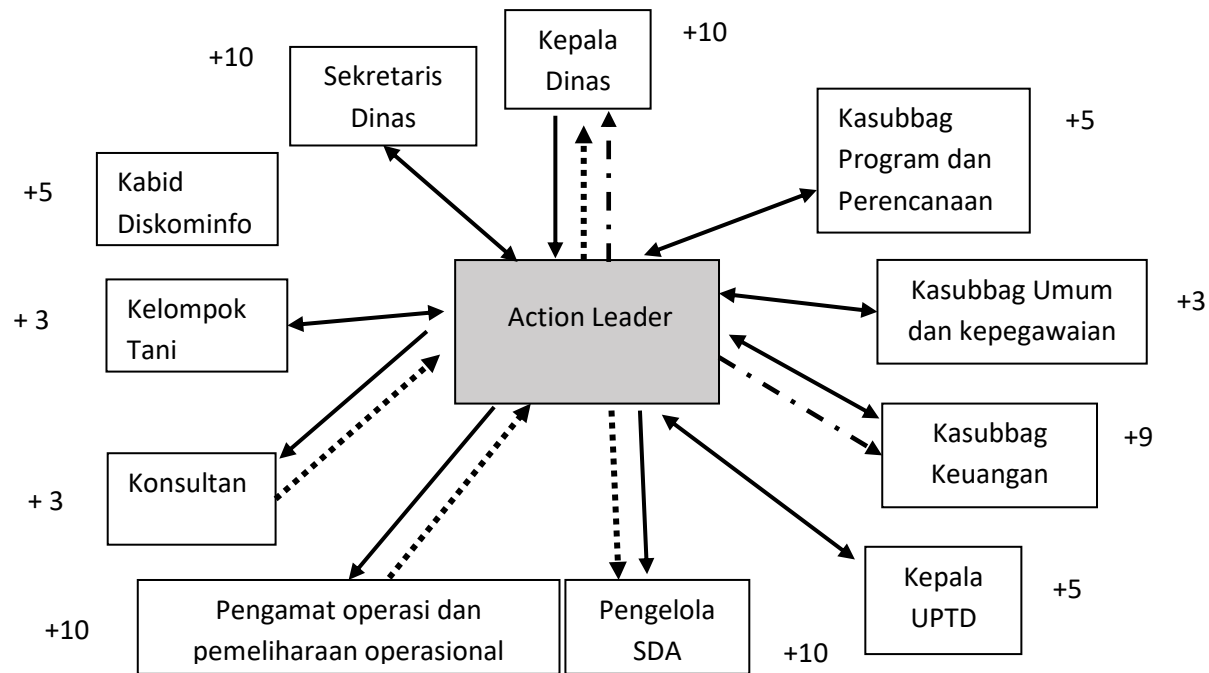 +10
Sekretaris
Dinas
Kepala
Dinas
+10
Kasubbag
Program dan
Perencanaan
+5
+5
Kabid
Diskominfo
+ 3
Kelompok
Tani
Action Leader
Kasubbag Umum
dan kepegawaian
+3
Kasubbag
Keuangan
+9
+ 3
Konsultan
Kepala
UPTD
+5
+10
Pengamat operasi dan
pemeliharaan operasional
Pengelola
SDA
+10